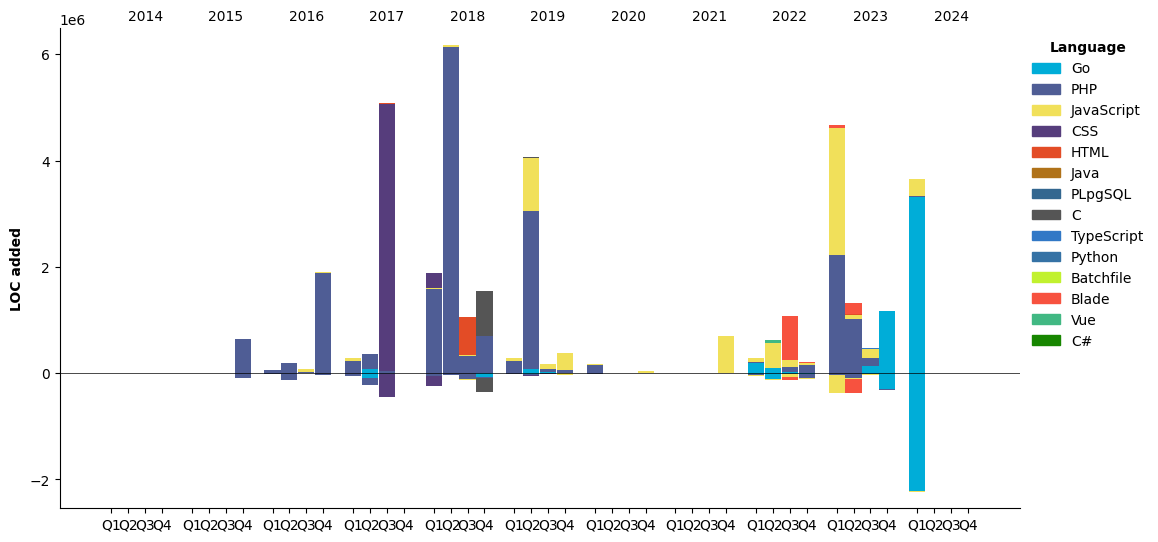 2014 2015 2016 2017 2018 2019 2020 2021 2022 2023 2024
1e6
6
4
2
0
−2
LOC added
Q1Q2Q3Q4 Q1Q2Q3Q4 Q1Q2Q3Q4 Q1Q2Q3Q4 Q1Q2Q3Q4 Q1Q2Q3Q4 Q1Q2Q3Q4 Q1Q2Q3Q4 Q1Q2Q3Q4 Q1Q2Q3Q4 Q1Q2Q3Q4
Language
Go
PHP
JavaScript
CSS
HTML
Java
PLpgSQL
C
TypeScript
Python
Batchfile
Blade
Vue
C#